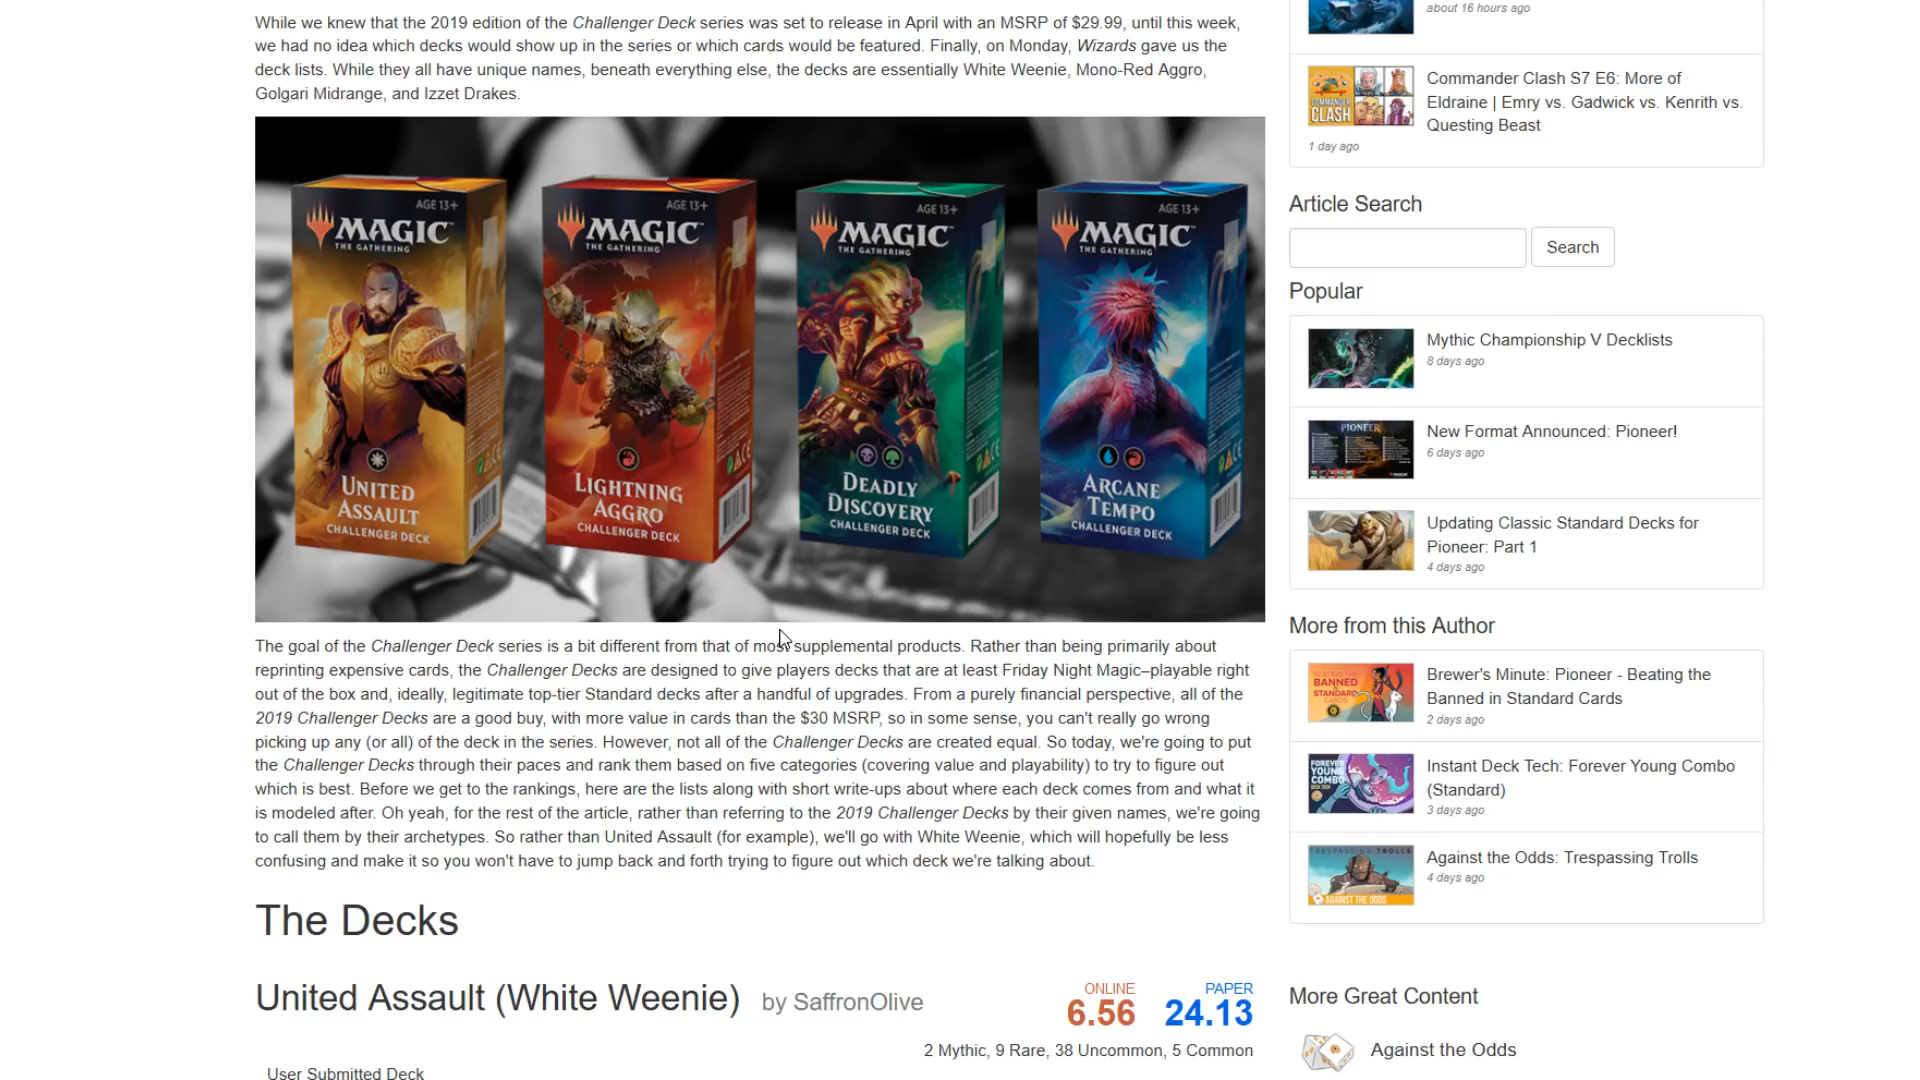 While we knew that the 2019 edition of the Challenger Deck series was set to release in April with an MSRP of $29.99, until this week,
we had no idea which decks would show up in the series or which cards would be featured. Finally, on Monday, Wizards gave us the
deck lists. While they all have unique names, beneath everything else, the decks are essentially White Weenie, Mono-Red Aggro,
Golgari Midrange, and Izzet Drakes.
AGE 13+
MAGIC
THE GATHERING
UNITED
ASSAULT
CHALLENGER DECK
AGE 13+
MAGIC
THE GATHERING
LIGHTNING
AGGRO
CHALLENGER DECK
AGE 13+
MAGIC
THE GATHERING
DEADLY
DISCOVERY
CHALLENGER DECK
AGE 13+
MAGIC
THE GATHERING
ARCANE
TEMPO
CHALLENGER DECK
The goal of the Challenger Deck series is a bit different from that of most supplemental products. Rather than being primarily about
reprinting expensive cards, the Challenger Decks are designed to give players decks that are at least Friday Night Magic–playable right
out of the box and, ideally, legitimate top-tier Standard decks after a handful of upgrades. From a purely financial perspective, all of the
2019 Challenger Decks are a good buy, with more value in cards than the $30 MSRP, so in some sense, you can't really go wrong
picking up any (or all) of the deck in the series. However, not all of the Challenger Decks are created equal. So today, we're going to put
the Challenger Decks through their paces and rank them based on five categories (covering value and playability) to try to figure out
which is best. Before we get to the rankings, here are the lists along with short write-ups about where each deck comes from and what it
is modeled after. Oh yeah, for the rest of the article, rather than referring to the 2019 Challenger Decks by their given names, we're going
to call them by their archetypes. So rather than United Assault (for example), we'll go with White Weenie, which will hopefully be less
confusing and make it so you won't have to jump back and forth trying to figure out which deck we're talking about.
The Decks
United Assault (White Weenie) by SaffronOlive
ONLINE
6.56
PAPER
24.13
2 Mythic, 9 Rare, 38 Uncommon, 5 Common
User Submitted Deck
about 16 hours ago
COMMANDER
CLASH
Commander Clash S7 E6: More of
Eldraine | Emry vs. Gadwick vs. Kenrith vs.
Questing Beast
1 day ago
Article Search
Search
Popular
Mythic Championship V Decklists
8 days ago
PIONEER
New Format Announced: Pioneer!
6 days ago
Updating Classic Standard Decks for
Pioneer: Part 1
4 days ago
More from this Author
BEATING THE
BANNED
IN STANDARD
CARDS
Brewer's Minute: Pioneer - Beating the
Banned in Standard Cards
2 days ago
FOREVER
YOUNG
COMBO
Instant Deck Tech: Forever Young Combo
(Standard)
3 days ago
TRESPASSING TROLLS
AGAINST THE ODDS
Against the Odds: Trespassing Trolls
4 days ago
More Great Content
Against the Odds